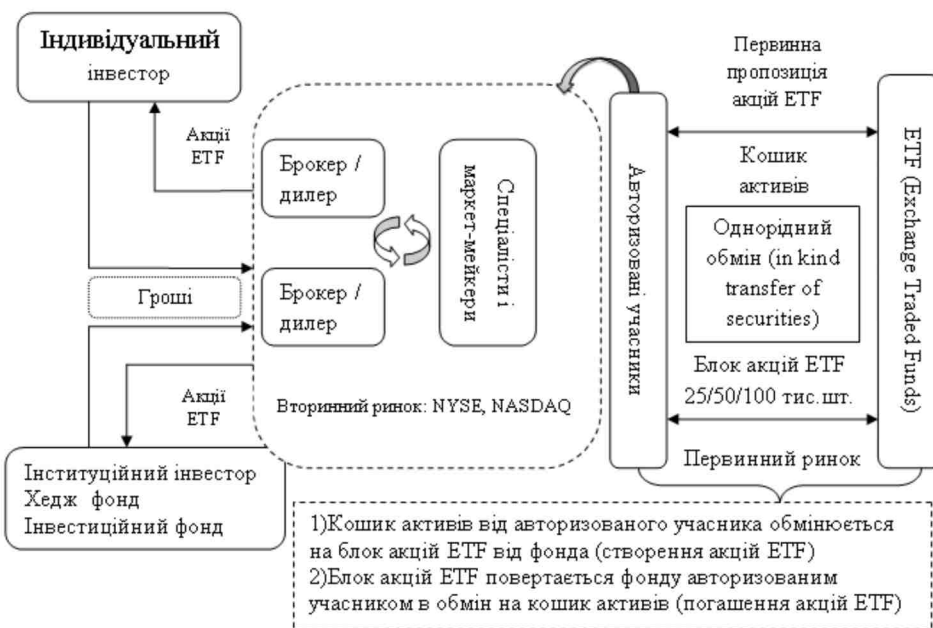 Індивідуальний
інвестор
Акції
ETF
Гроші
Акції
ETF
Інституційний інвестор
Хедж фонд
Інвестиційний фонд
Брокер /
дилер
Брокер /
дилер
Спеціалісти і
маркет-мейкери
Вторинний ринок: NYSE, NASDAQ
Авторизовані учасники
Первинна
пропозиція
акцій ETF
Кошик
активів
Однорідний
обмін (in kind
transfer of
securities)
Блок акцій ETF
25/50/100 тис.шт.
Первинний ринок
ETF (Exchange Traded Funds)
1)Кошик активів від авторизованого учасника обмінюється
на блок акцій ETF від фонда (створення акцій ETF)
2)Блок акцій ETF повертається фонду авторизованим
учасником в обмін на кошик активів (погашення акцій ETF)